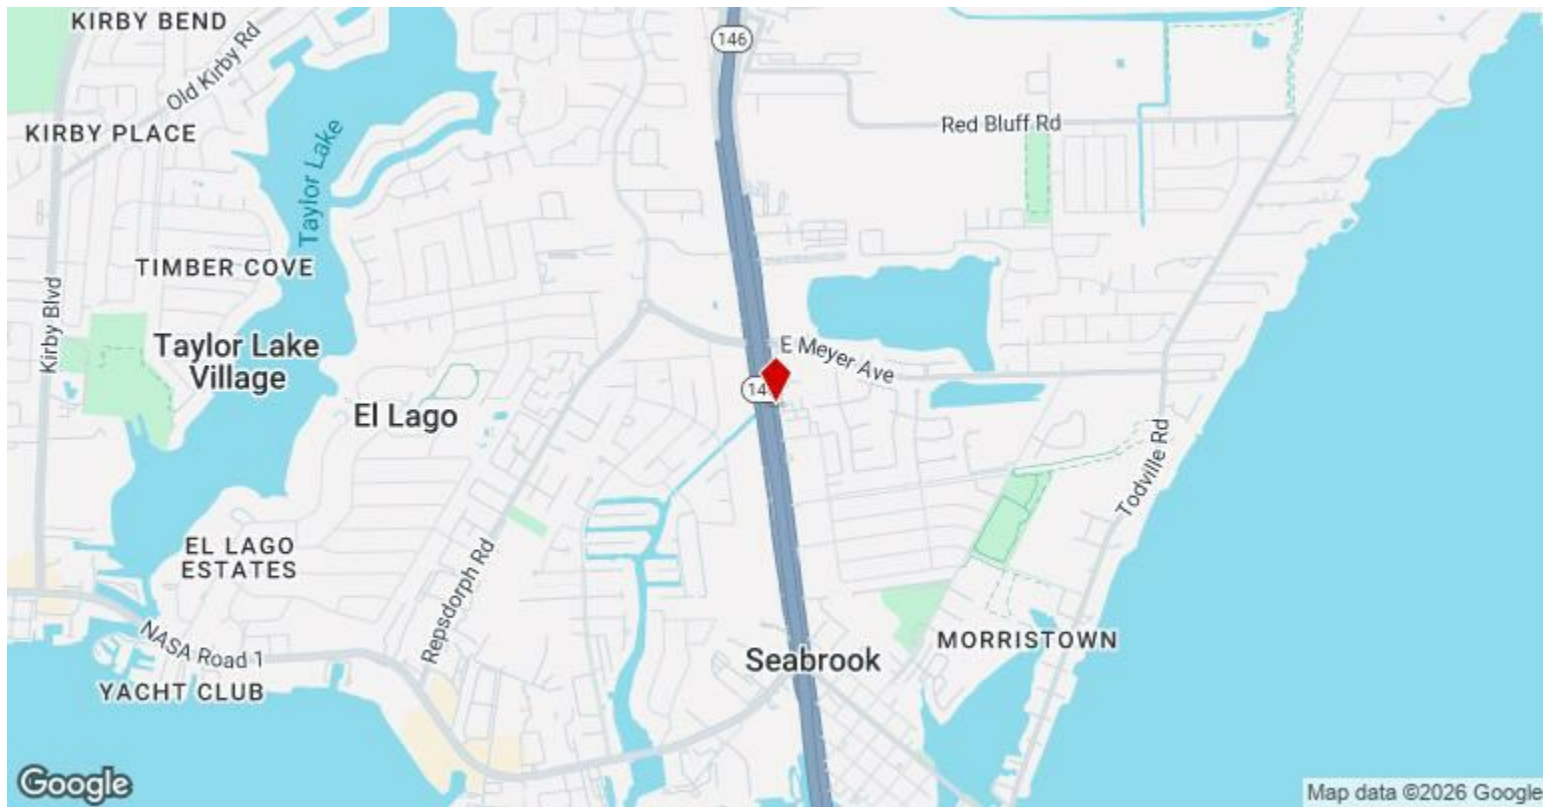 KIRBY BEND
Old Kirby Rd
146
Red Bluff Rd
KIRBY PLACE
Taylor Lake
TIMBER COVE
Kirby Blvd
Taylor Lake
Village
E Meyer Ave
14
El Lago
Todville Rd
EL LAGO
ESTATES
Repsdorph Rd
NASA Road 1
MORRISTOWN
Seabrook
YACHT CLUB
Google
Map data ©2026 Google